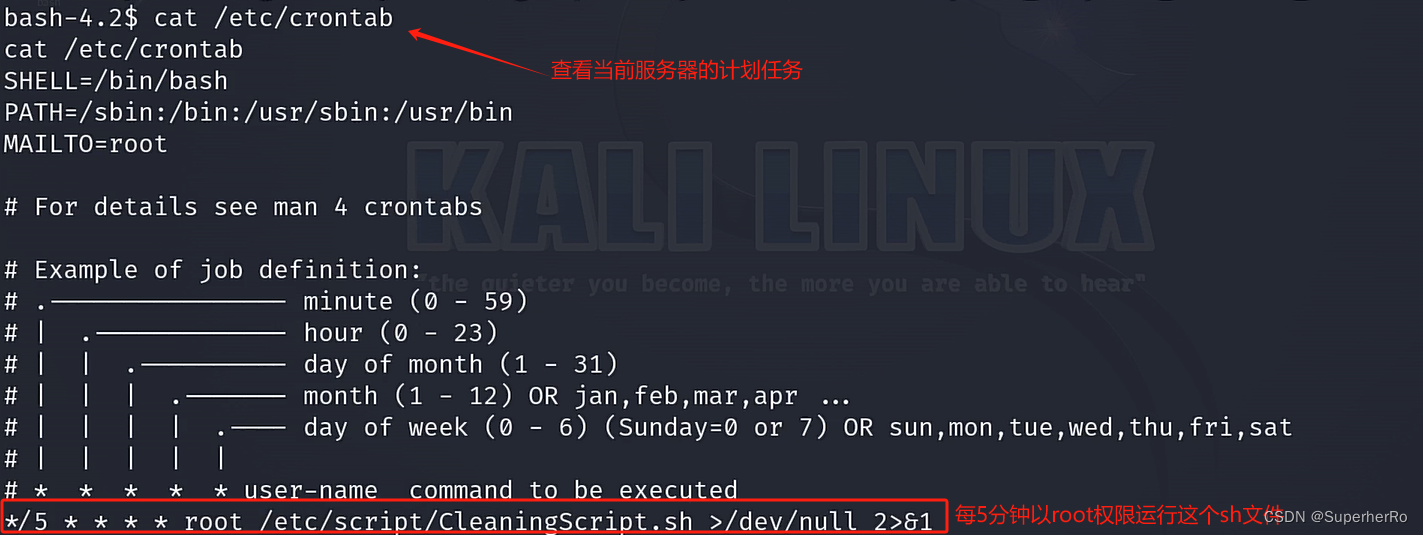 bash-4.2$ cat /etc/crontab
cat /etc/crontab
查看当前服务器的计划任务
SHELL=/bin/bash
PATH=/sbin:/bin:/usr/sbin:/usr/bin
MAILTO=root
KALI LINUX
# For details see man 4 crontabs
# Example of job definition:
"the quieter you become, the more you are able to hear"
# .———————————————— minute (0 - 59)
# | .————————————— hour (0 - 23)
# | | .—————————— day of month (1 - 31)
# | | | .——————— month (1 - 12) OR jan,feb,mar,apr ...
# | | | | .———— day of week (0 - 6) (Sunday=0 or 7) OR sun,mon,tue,wed,thu,fri,sat
# | | | | |
# * * * * * user-name command to be executed
*/5 * * * * root /etc/script/CleaningScript.sh >/dev/null 2>&1
每5分钟以root权限运行这个sh文件
CSDN @SuperherRo